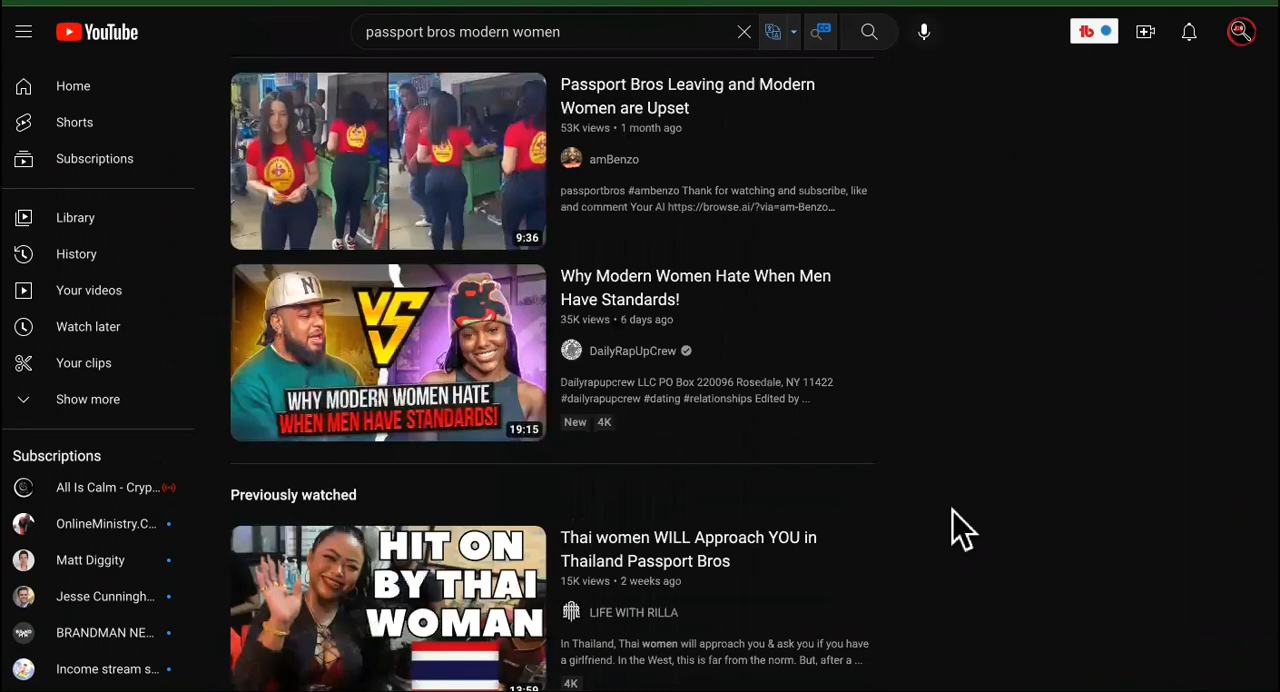 YouTube
passport bros modern women
Home
Shorts
Subscriptions
Library
History
Your videos
Watch later
Your clips
Show more
Subscriptions
All Is Calm - Cryp...
OnlineMinistry.C...
Matt Diggity
Jesse Cunningh...
BRANDMAN NE...
Income stream s...
9:36
Passport Bros Leaving and Modern
Women are Upset
53K views • 1 month ago
amBenzo
passportbros #ambenzo Thank for watching and subscribe, like
and comment Your AI https://browse.ai/?via=am-Benzo...
VS
WHY MODERN WOMEN HATE
WHEN MEN HAVE STANDARDS!
19:15
Why Modern Women Hate When Men
Have Standards!
35K views • 6 days ago
DailyRapUpCrew
Dailyrapupcrew LLC PO Box 220096 Rosedale, NY 11422
#dailyrapupcrew #dating #relationships Edited by ...
New 4K
Previously watched
HIT ON
BY THAI
WOMAN
13:59
Thai women WILL Approach YOU in
Thailand Passport Bros
15K views • 2 weeks ago
LIFE WITH RILLA
In Thailand, Thai women will approach you & ask you if you have
a girlfriend. In the West, this is far from the norm. But, after a ...
4K